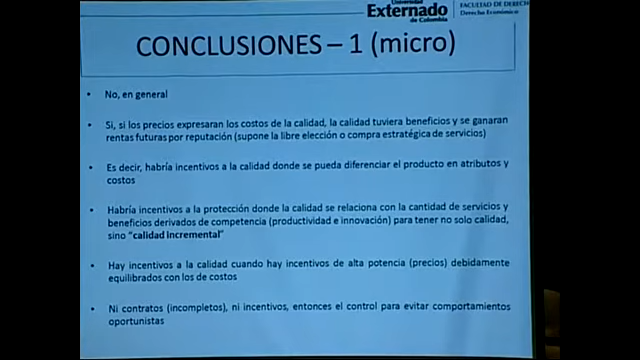 Universidad
Externado
de Colombia
FACULTAD DE DERECH
Derecho Económico
CONCLUSIONES – 1 (micro)
• No, en general
• Si, si los precios expresaran los costos de la calidad, la calidad tuviera beneficios y se ganaran
rentas futuras por reputación (supone la libre elección o compra estratégica de servicios)
• Es decir, habría incentivos a la calidad donde se pueda diferenciar el producto en atributos y
costos
• Habría incentivos a la protección donde la calidad se relaciona con la cantidad de servicios y
beneficios derivados de competencia (productividad e innovación) para tener no solo calidad,
sino "calidad incremental"
• Hay incentivos a la calidad cuando hay incentivos de alta potencia (precios) debidamente
equilibrados con los de costos
• Ni contratos (incompletos), ni incentivos, entonces el control para evitar comportamientos
oportunistas